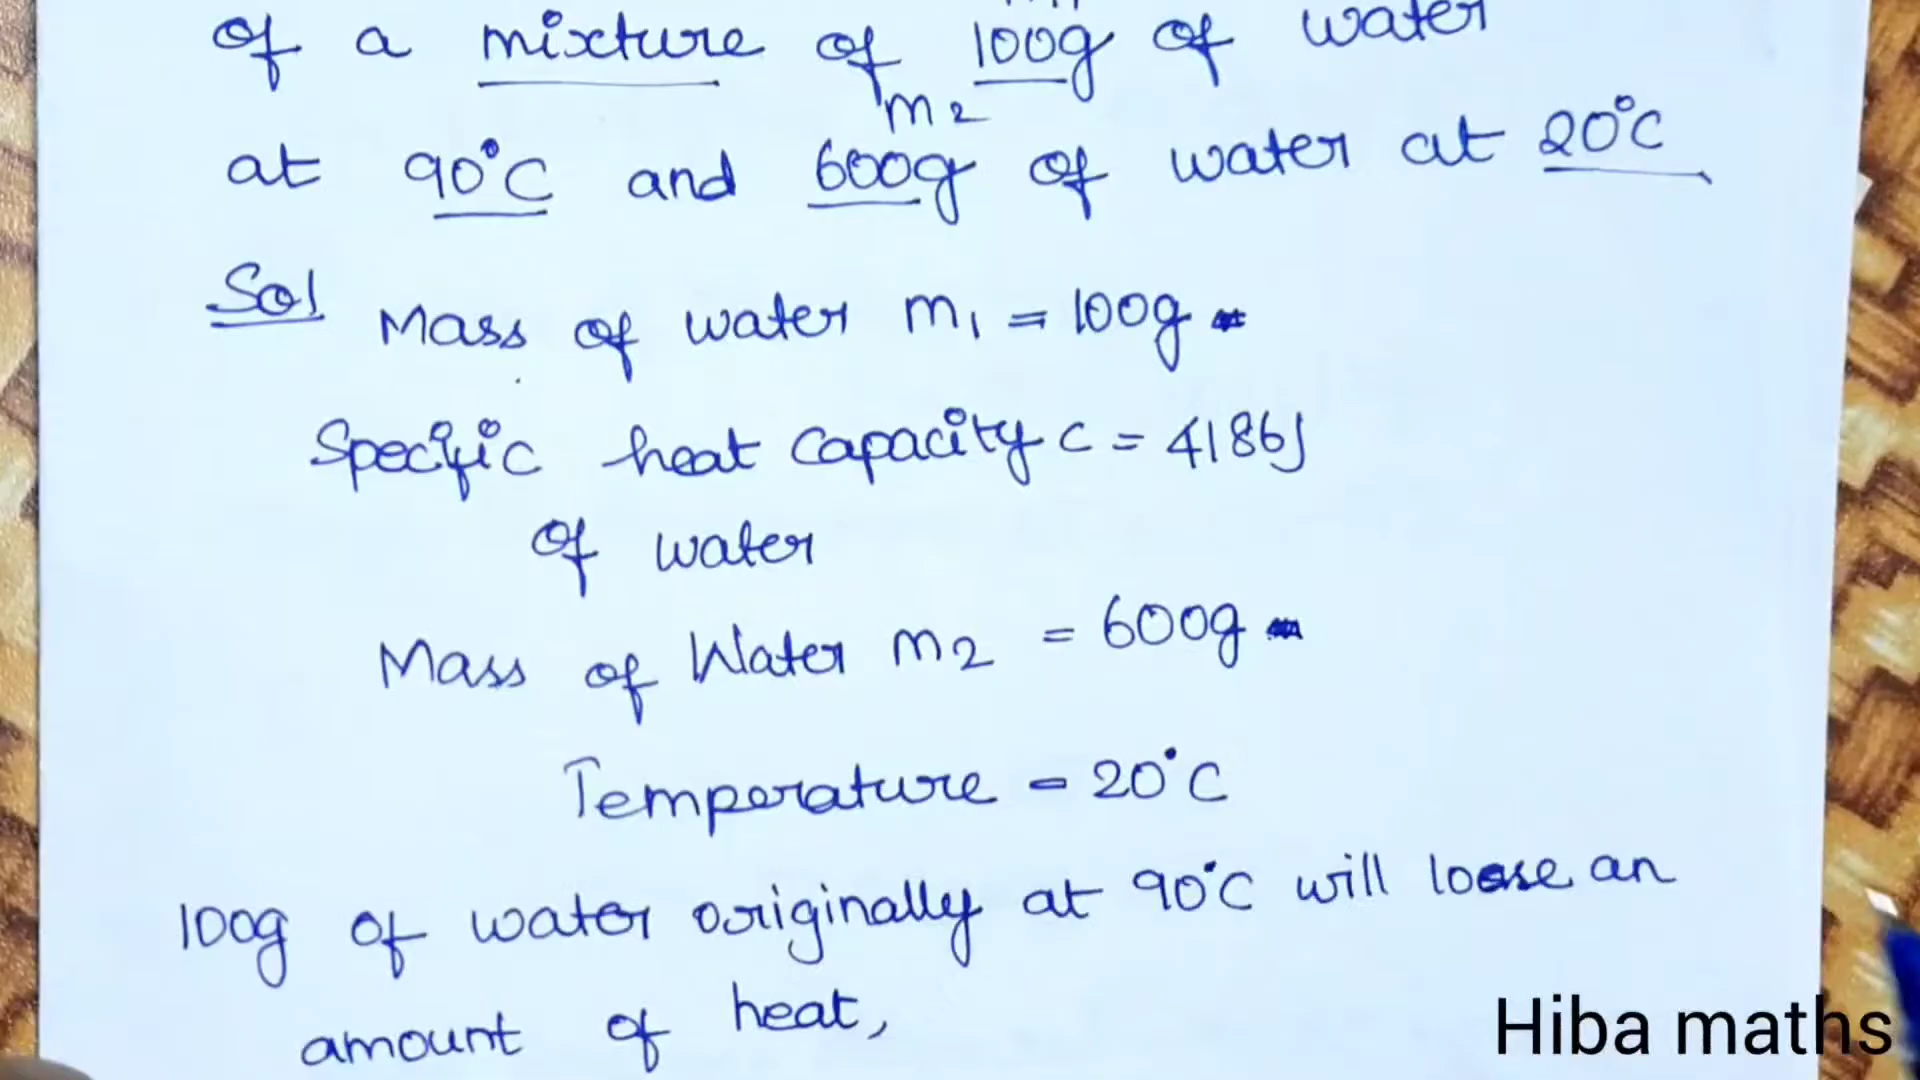 of a mixture of 100g of water
m2
at 90°C and 600g of water at 20°C
Sol Mass of water m1 = 100g
Specific heat capacity c = 4186J
of water
Mass of Water m2 = 600g
Temperature - 20°C
100g of water originally at 90°C will loose an
amount of heat,
Hiba maths